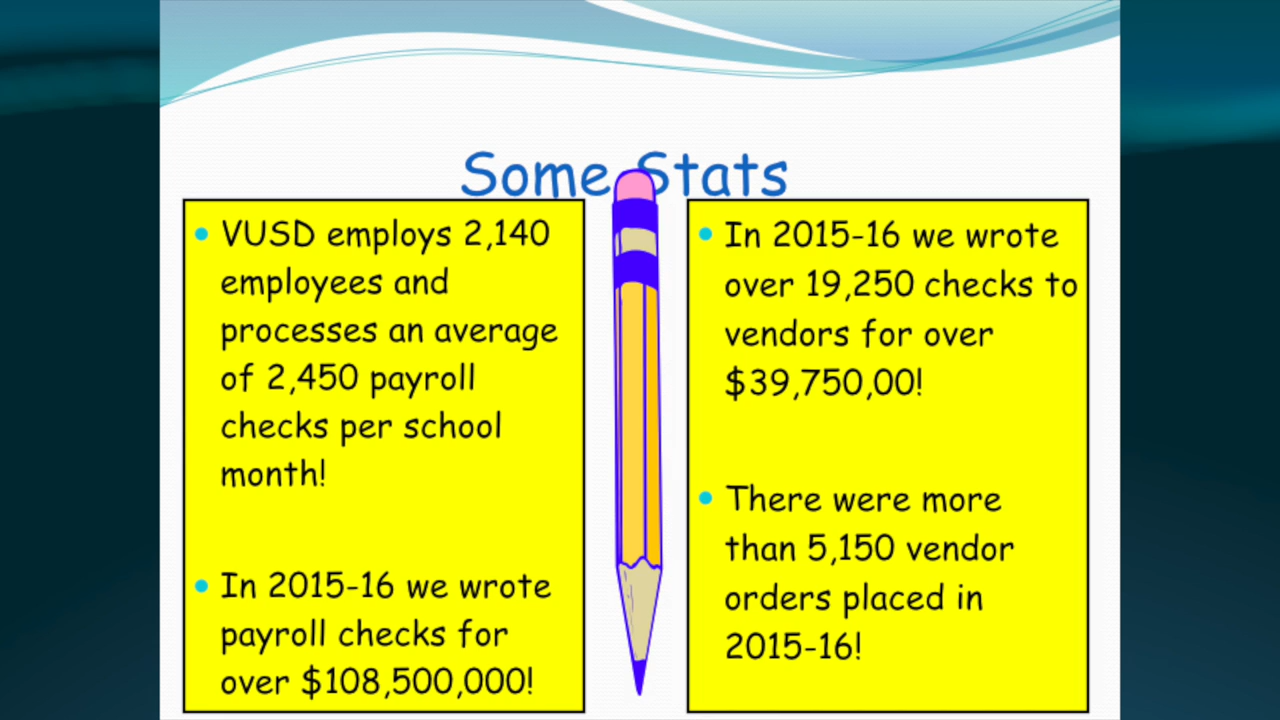 Some Stats
VUSD employs 2,140
employees and
processes an average
of 2,450 payroll
checks per school
month!
In 2015-16 we wrote
payroll checks for
over $108,500,000!
In 2015-16 we wrote
over 19,250 checks to
vendors for over
$39,750,00!
There were more
than 5,150 vendor
orders placed in
2015-16!